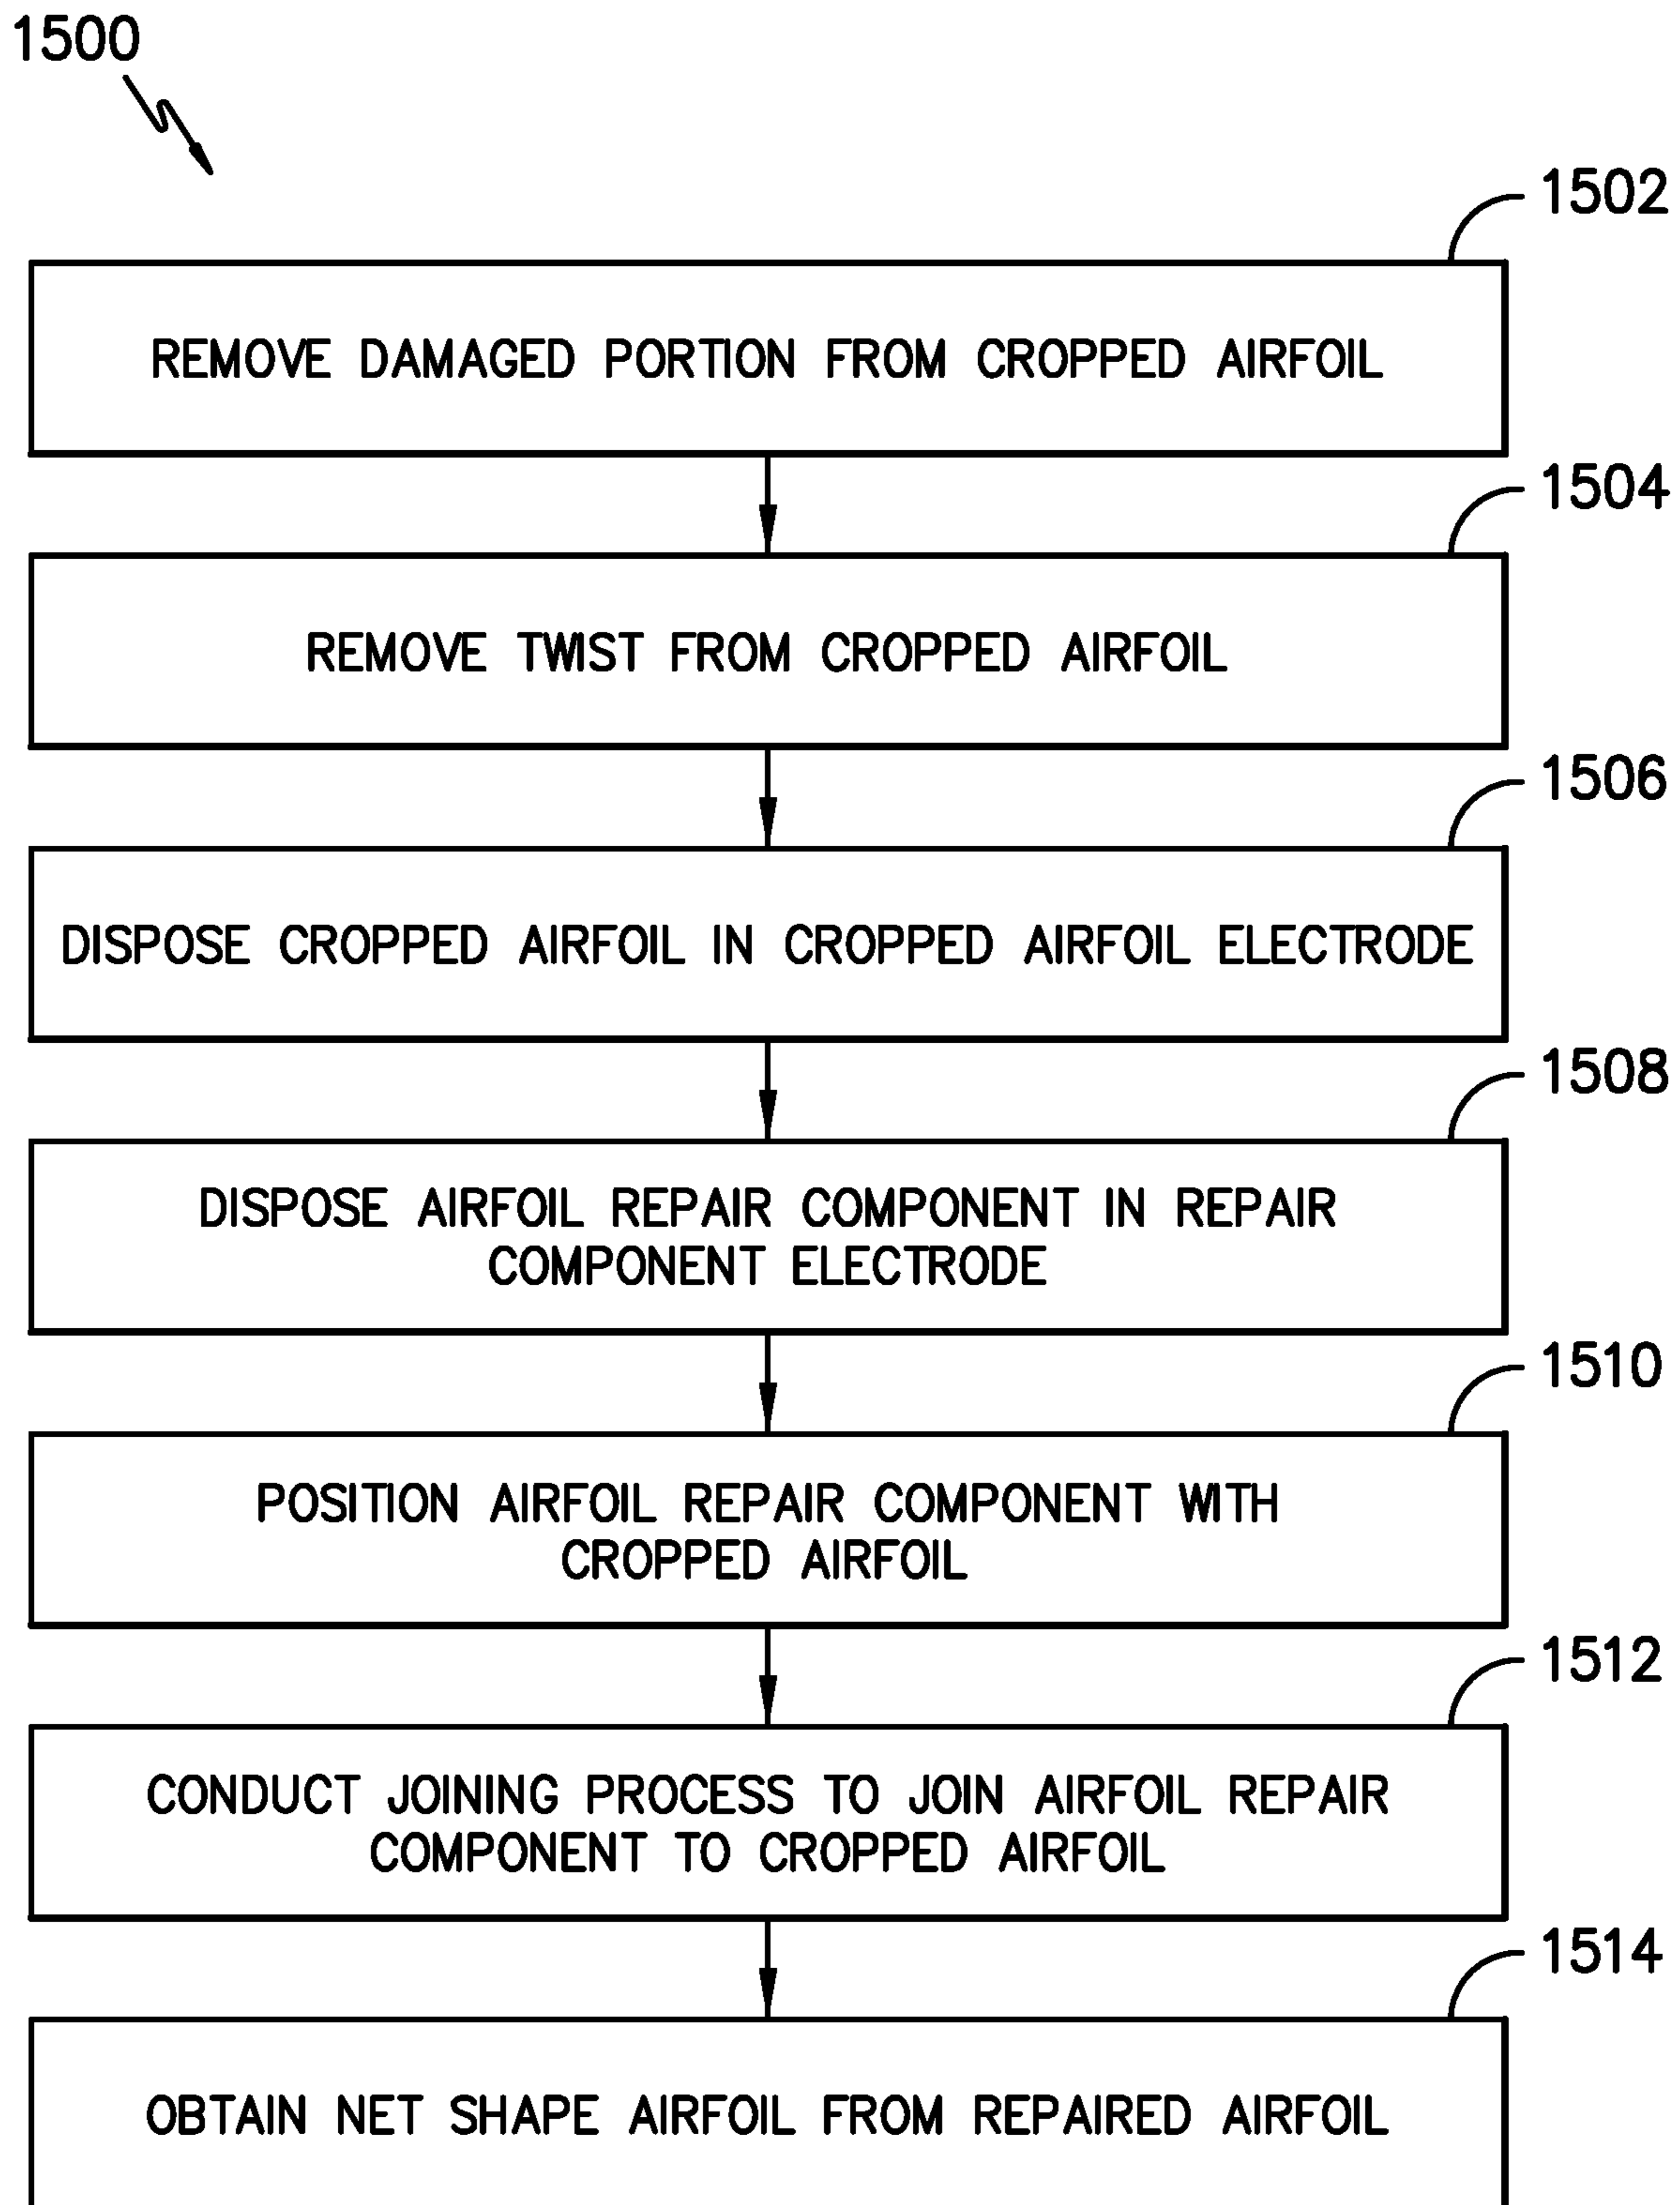 1500
1502
REMOVE DAMAGED PORTION FROM CROPPED AIRFOIL
1504
REMOVE TWIST FROM CROPPED AIRFOIL
1506
DISPOSE CROPPED AIRFOIL IN CROPPED AIRFOIL ELECTRODE
1508
DISPOSE AIRFOIL REPAIR COMPONENT IN REPAIR
COMPONENT ELECTRODE
1510
POSITION AIRFOIL REPAIR COMPONENT WITH
CROPPED AIRFOIL
1512
CONDUCT JOINING PROCESS TO JOIN AIRFOIL REPAIR
COMPONENT TO CROPPED AIRFOIL
1514
OBTAIN NET SHAPE AIRFOIL FROM REPAIRED AIRFOIL